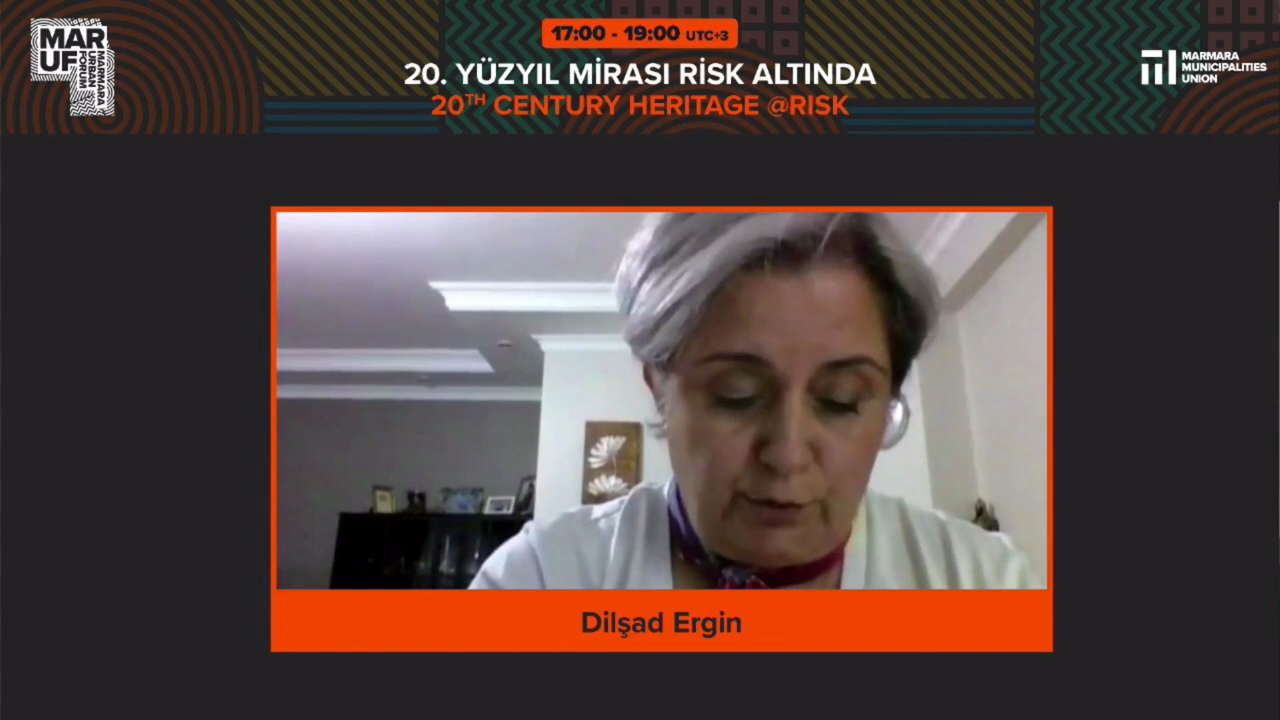 MAR
UF
MARMARA
URBAN
FORUM
17:00 - 19:00 UTC+3
20. YÜZYIL MİRASI RİSK ALTINDA
20TH CENTURY HERITAGE @RISK
MARMARA
MUNICIPALITIES
UNION
Dilşad Ergin